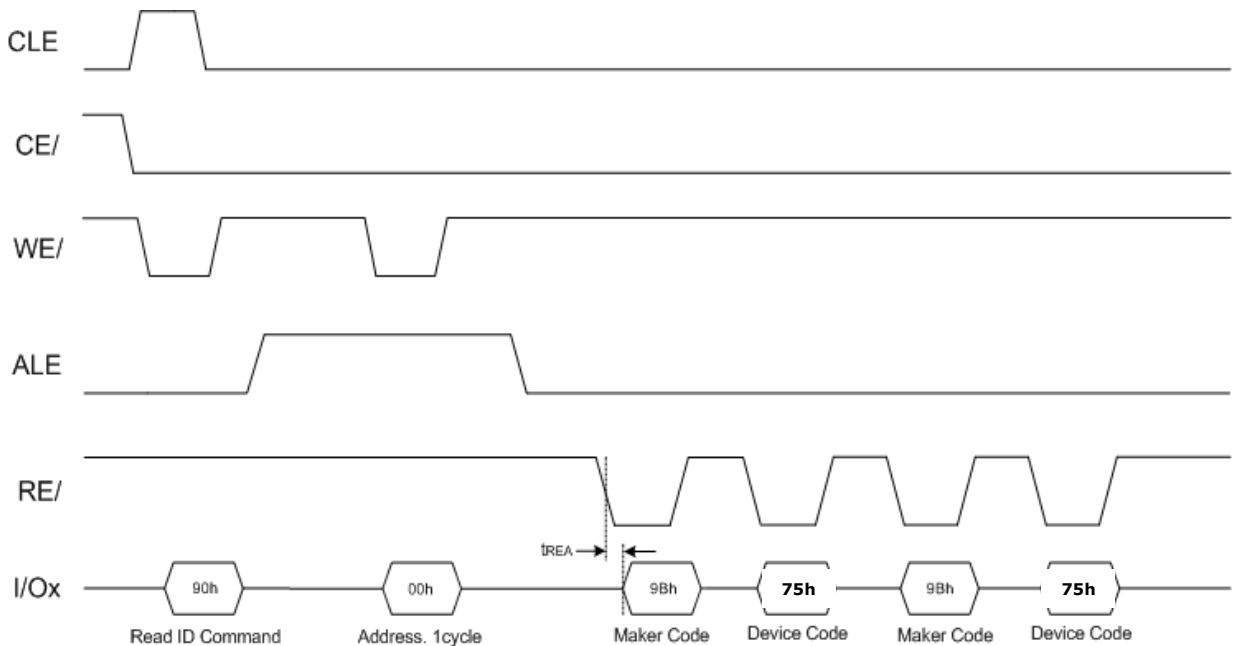 CLE
CE/
WE/
ALE
RE/
tREA
I/Ox
90h
00h
9Bh
75h
9Bh
75h
Read ID Command
Address. 1cycle
Maker Code
Device Code
Maker Code
Device Code